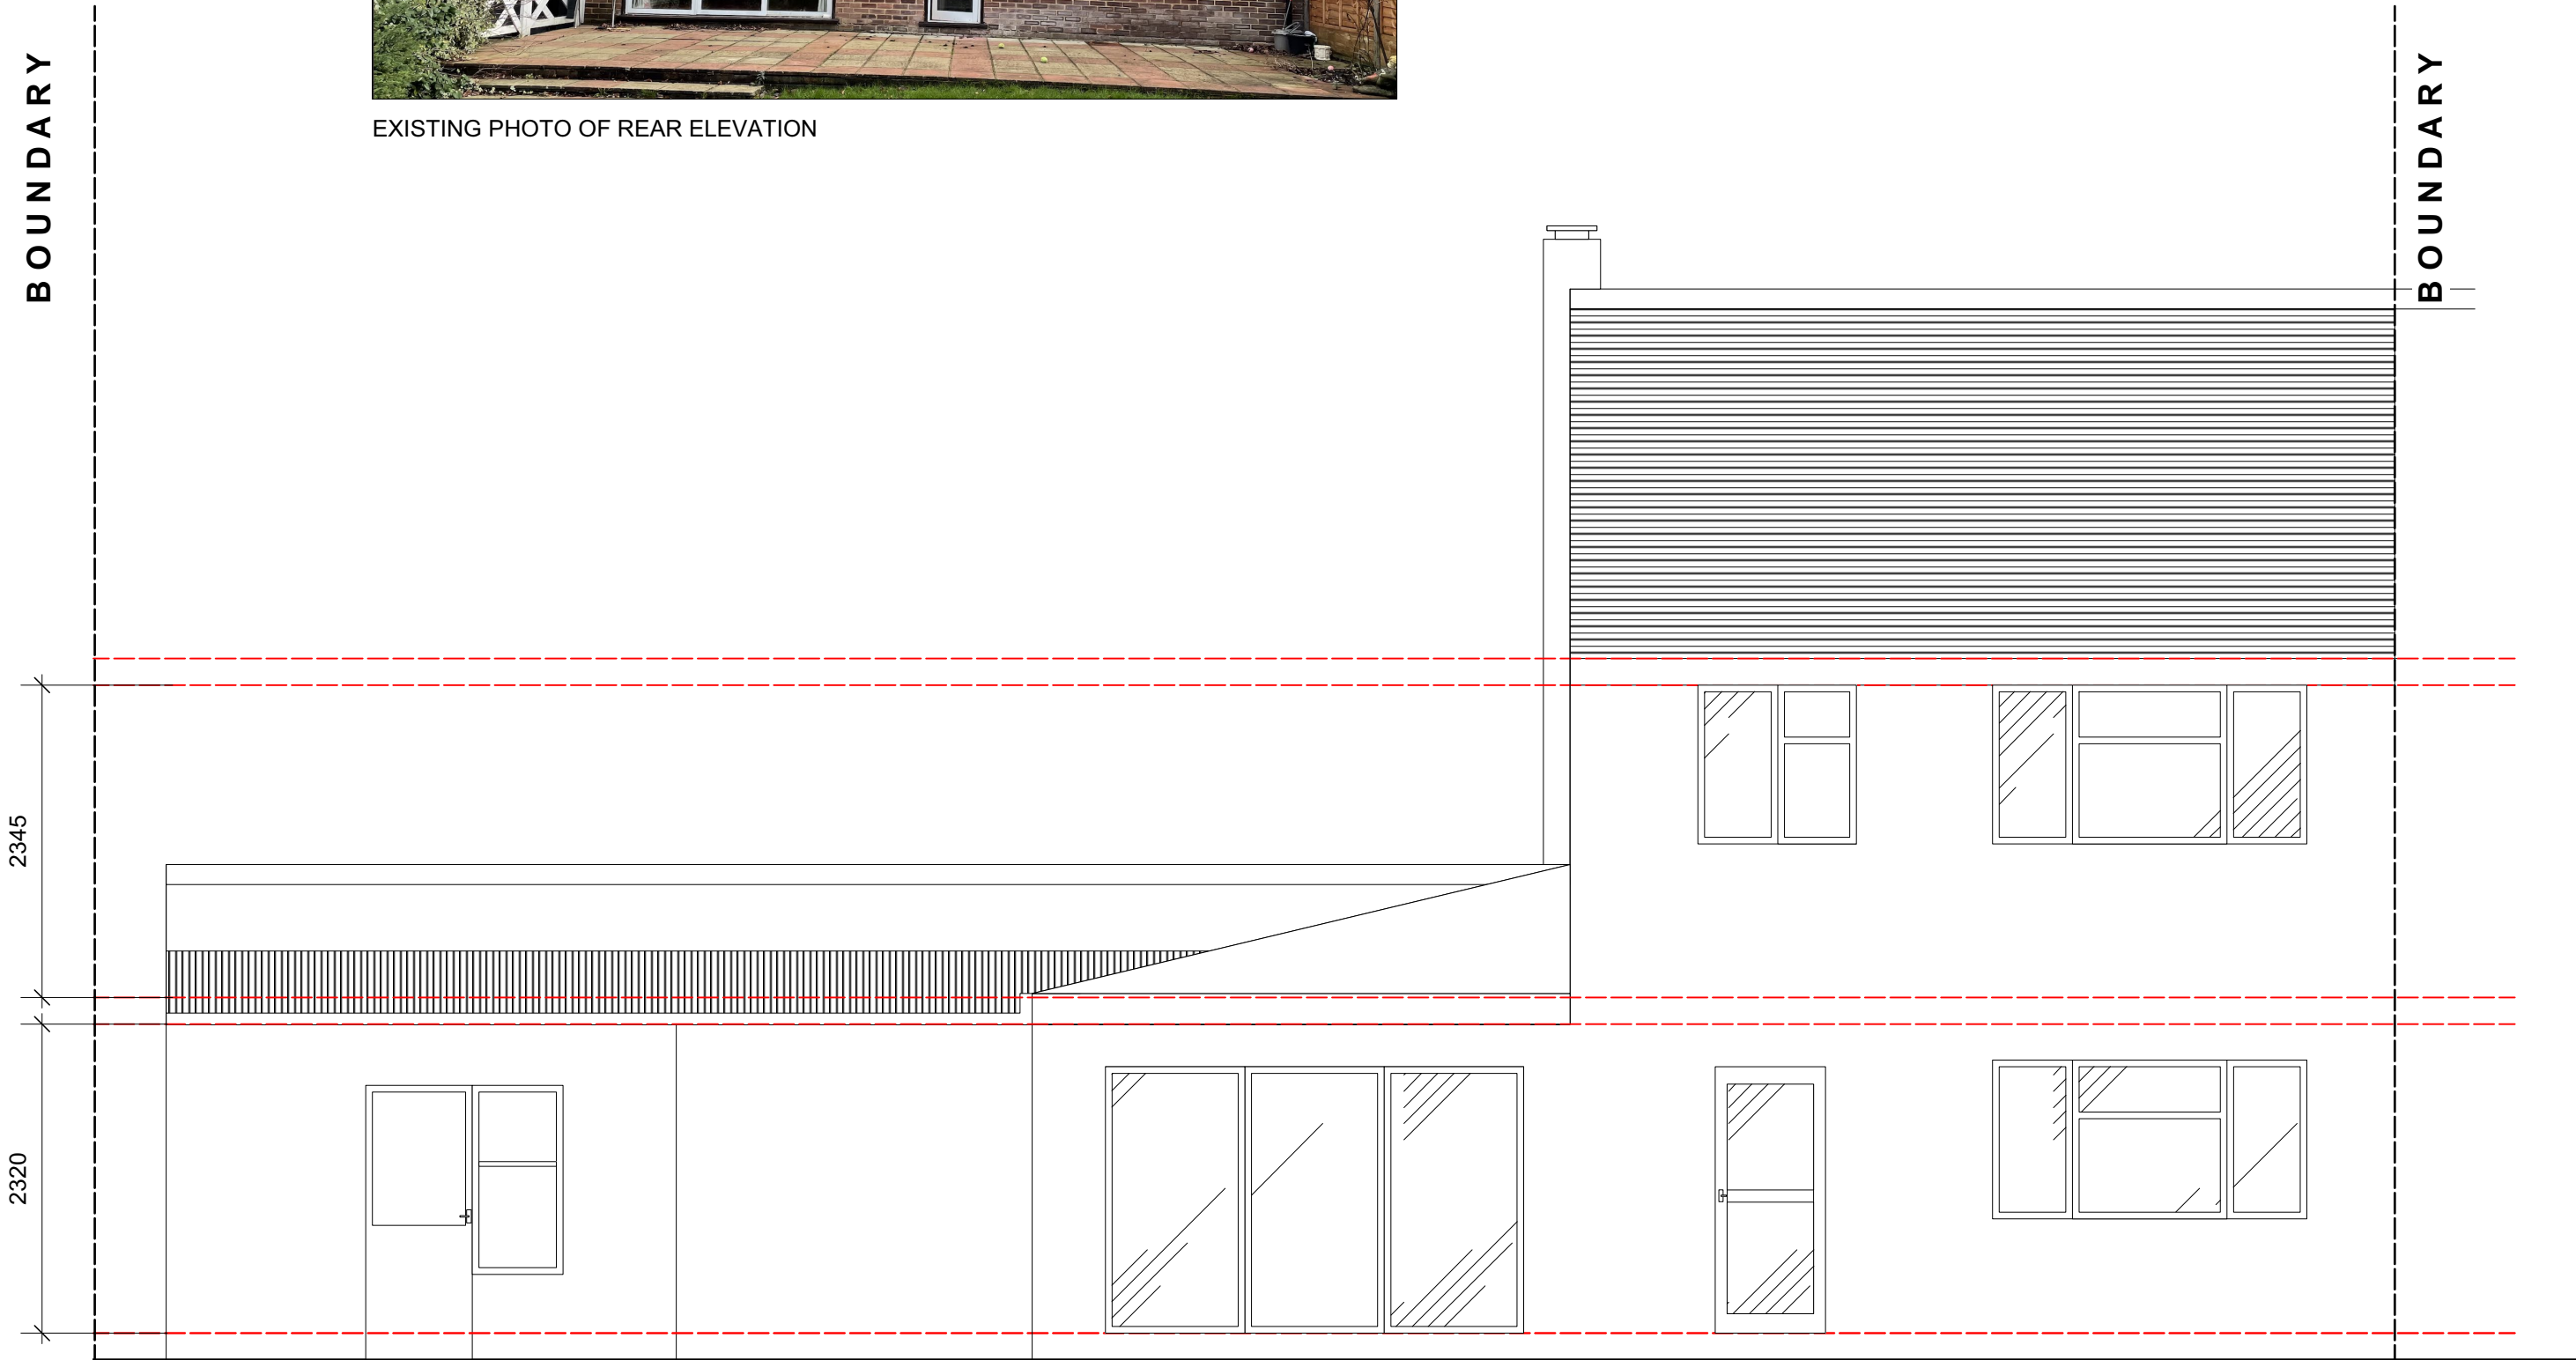 BOUNDARY
BOUNDARY
EXISTING PHOTO OF REAR ELEVATION
2345
2320